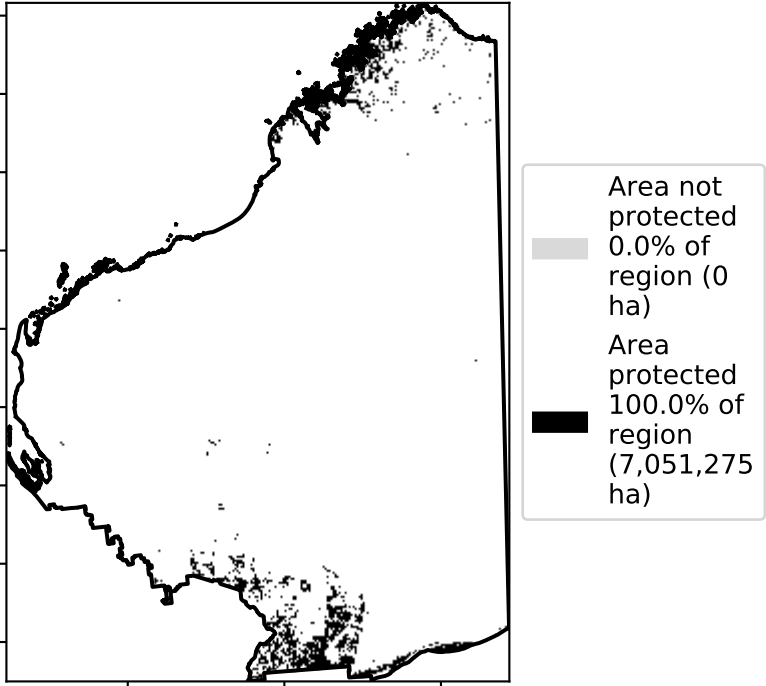 Area not
protected
0.0% of
region (0
ha)
Area
protected
100.0% of
region
(7,051,275
ha)